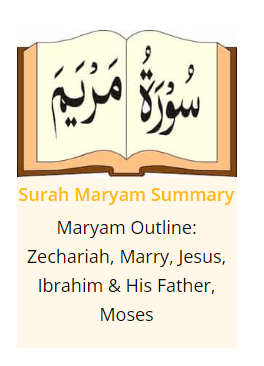 سُورَةُ مَرْيَمَ
Surah Maryam Summary
Maryam Outline:
Zechariah, Marry, Jesus,
Ibrahim & His Father,
Moses